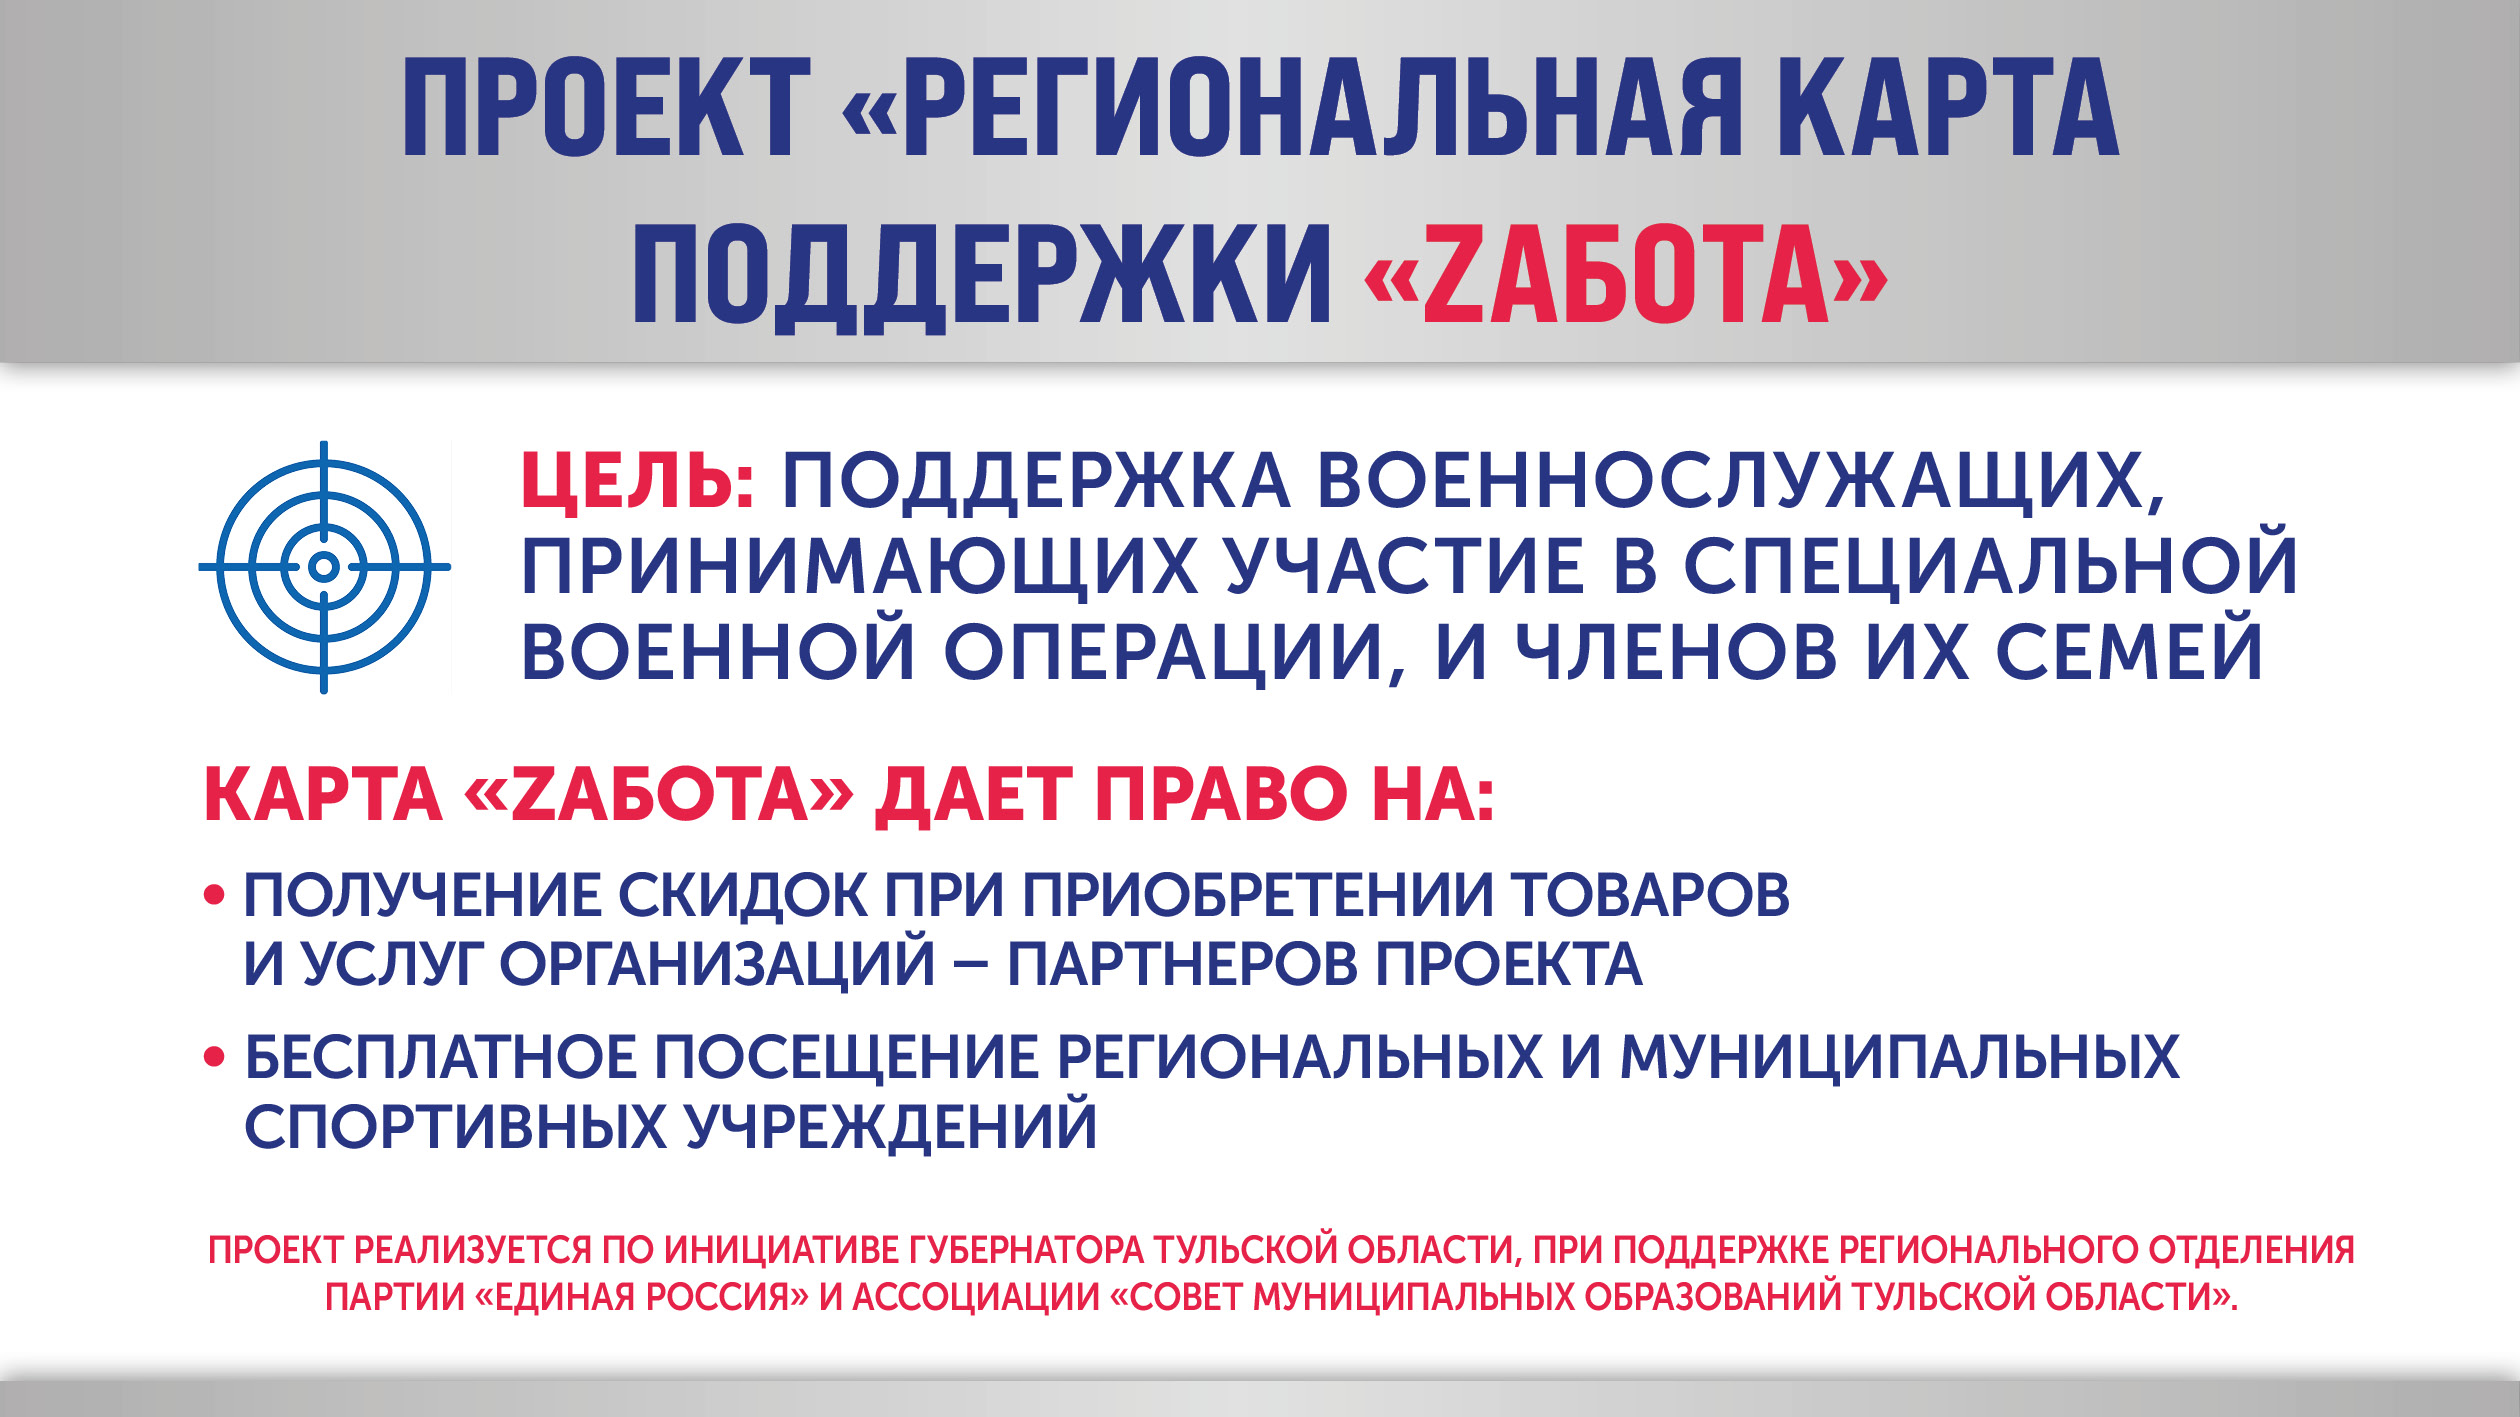 ПРОЕКТ «РЕГИОНАЛЬНАЯ КАРТА
ПОДДЕРЖКИ «ZАБОТА»
ЦЕЛЬ: ПОДДЕРЖКА ВОЕННОСЛУЖАЩИХ,
ПРИНИМАЮЩИХ УЧАСТИЕ В СПЕЦИАЛЬНОЙ
ВОЕННОЙ ОПЕРАЦИИ, И ЧЛЕНОВ ИХ СЕМЕЙ
КАРТА «ZАБОТА» ДАЕТ ПРАВО НА:
• ПОЛУЧЕНИЕ СКИДОК ПРИ ПРИОБРЕТЕНИИ ТОВАРОВ
И УСЛУГ ОРГАНИЗАЦИЙ – ПАРТНЕРОВ ПРОЕКТА
• БЕСПЛАТНОЕ ПОСЕЩЕНИЕ РЕГИОНАЛЬНЫХ И МУНИЦИПАЛЬНЫХ
СПОРТИВНЫХ УЧРЕЖДЕНИЙ
ПРОЕКТ РЕАЛИЗУЕТСЯ ПО ИНИЦИАТИВЕ ГУБЕРНАТОРА ТУЛЬСКОЙ ОБЛАСТИ, ПРИ ПОДДЕРЖКЕ РЕГИОНАЛЬНОГО ОТДЕЛЕНИЯ
ПАРТИИ «ЕДИНАЯ РОССИЯ» И АССОЦИАЦИИ «СОВЕТ МУНИЦИПАЛЬНЫХ ОБРАЗОВАНИЙ ТУЛЬСКОЙ ОБЛАСТИ».